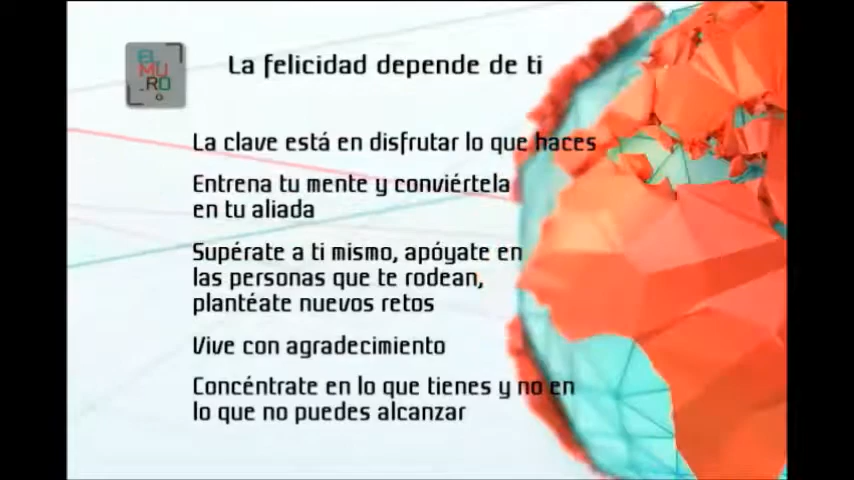 EL
MU
.RO
La felicidad depende de ti
La clave está en disfrutar lo que haces
Entrena tu mente y conviértela
en tu aliada
Supérate a ti mismo, apóyate en
las personas que te rodean,
plantéate nuevos retos
Vive con agradecimiento
Concéntrate en lo que tienes y no en
lo que no puedes alcanzar